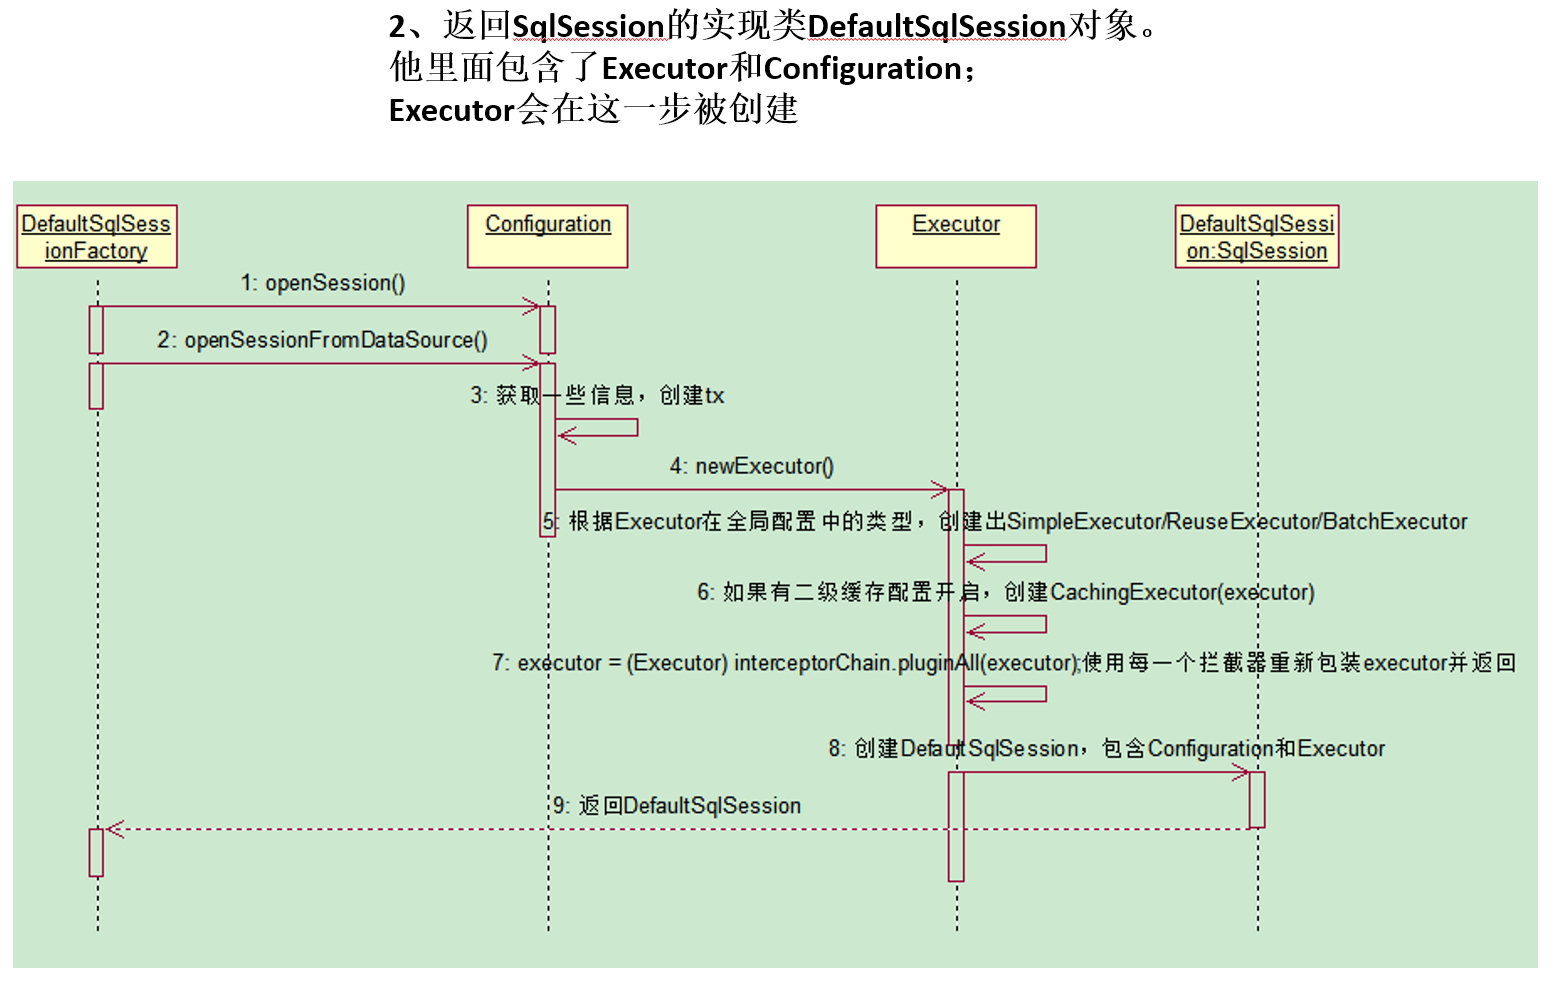 2、返回SqlSession的实现类DefaultSqlSession对象。
他里面包含了Executor和Configuration；
Executor会在这一步被创建
DefaultSqlSess
ionFactory
Configuration
Executor
DefaultSqlSessi
on:SqlSession
1: openSession()
2: openSessionFromDataSource()
3: 获取一些信息，创建tx
4: newExecutor()
5: 根据Executor在全局配置中的类型，创建出SimpleExecutor/ReuseExecutor/BatchExecutor
6: 如果有二级缓存配置开启，创建CachingExecutor(executor)
7: executor = (Executor) interceptorChain.pluginAll(executor);使用每一个拦截器重新包装executor并返回
8: 创建DefaultSqlSession，包含Configuration和Executor
9: 返回DefaultSqlSession